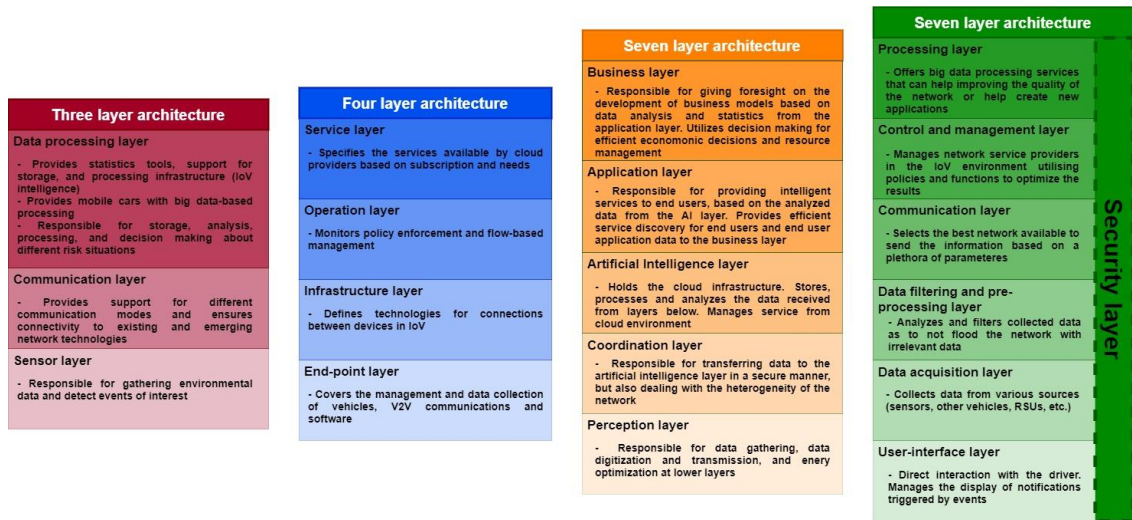 Three layer architecture
Data processing layer
- Provides statistics tools, support for
storage, and processing infrastructure (IoV
intelligence)
- Provides mobile cars with big data-based
processing
- Responsible for storage, analysis,
processing, and decision making about
different risk situations
Communication layer
- Provides support for different
communication modes and ensures
connectivity to existing and emerging
network technologies
Sensor layer
- Responsible for gathering environmental
data and detect events of interest
Four layer architecture
Service layer
- Specifies the services available by cloud
providers based on subscription and needs
Operation layer
- Monitors policy enforcement and flow-based
management
Infrastructure layer
- Defines technologies for connections
between devices in IoV
End-point layer
- Covers the management and data collection
of vehicles, V2V communications and
software
Seven layer architecture
Business layer
- Responsible for giving foresight on the
development of business models based on
data analysis and statistics from the
application layer. Utilizes decision making for
efficient econonomic decisions and resource
management
Application layer
- Responsible for providing intelligent
services to end users, based on the analyzed
data from the AI layer. Provides efficient
service discovery for end users and end user
application data to the business layer
Artificial Intelligence layer
- Holds the cloud infrastructure. Stores,
processes and analyzes the data received
from layers below. Manages service from
cloud environment
Coordination layer
- Responsible for transferring data to the
artificial intelligence layer in a secure manner,
but also dealing with the heterogeneity of the
network
Perception layer
- Responsible for data gathering, data
digitization and transmission, and enery
optimization at lower layers
Seven layer architecture
Processing layer
- Offers big data processing services
that can help improving the quality of
the network or help create new
applications
Control and management layer
- Manages network service providers
in the IoV environment utilising
policies and functions to optimize the
results
Communication layer
- Selects the best network available to
send the information based on a
plethora of parameteres
Data filtering and pre-
processing layer
- Analyzes and filters collected data
as to not flood the network with
irrelevant data
Data acquisition layer
- Collects data from various sources
(sensors, other vehicles, RSUs, etc.)
User-interface layer
- Direct interaction with the driver.
Manages the display of notifications
triggered by events
Security layer